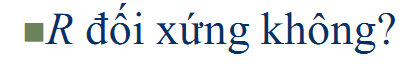 ■R đối xứng không?